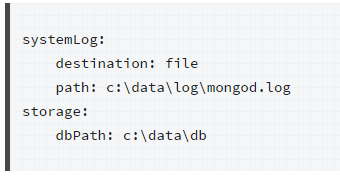 systemLog:
    destination: file
    path: c:\data\log\mongod.log
storage:
    dbPath: c:\data\db